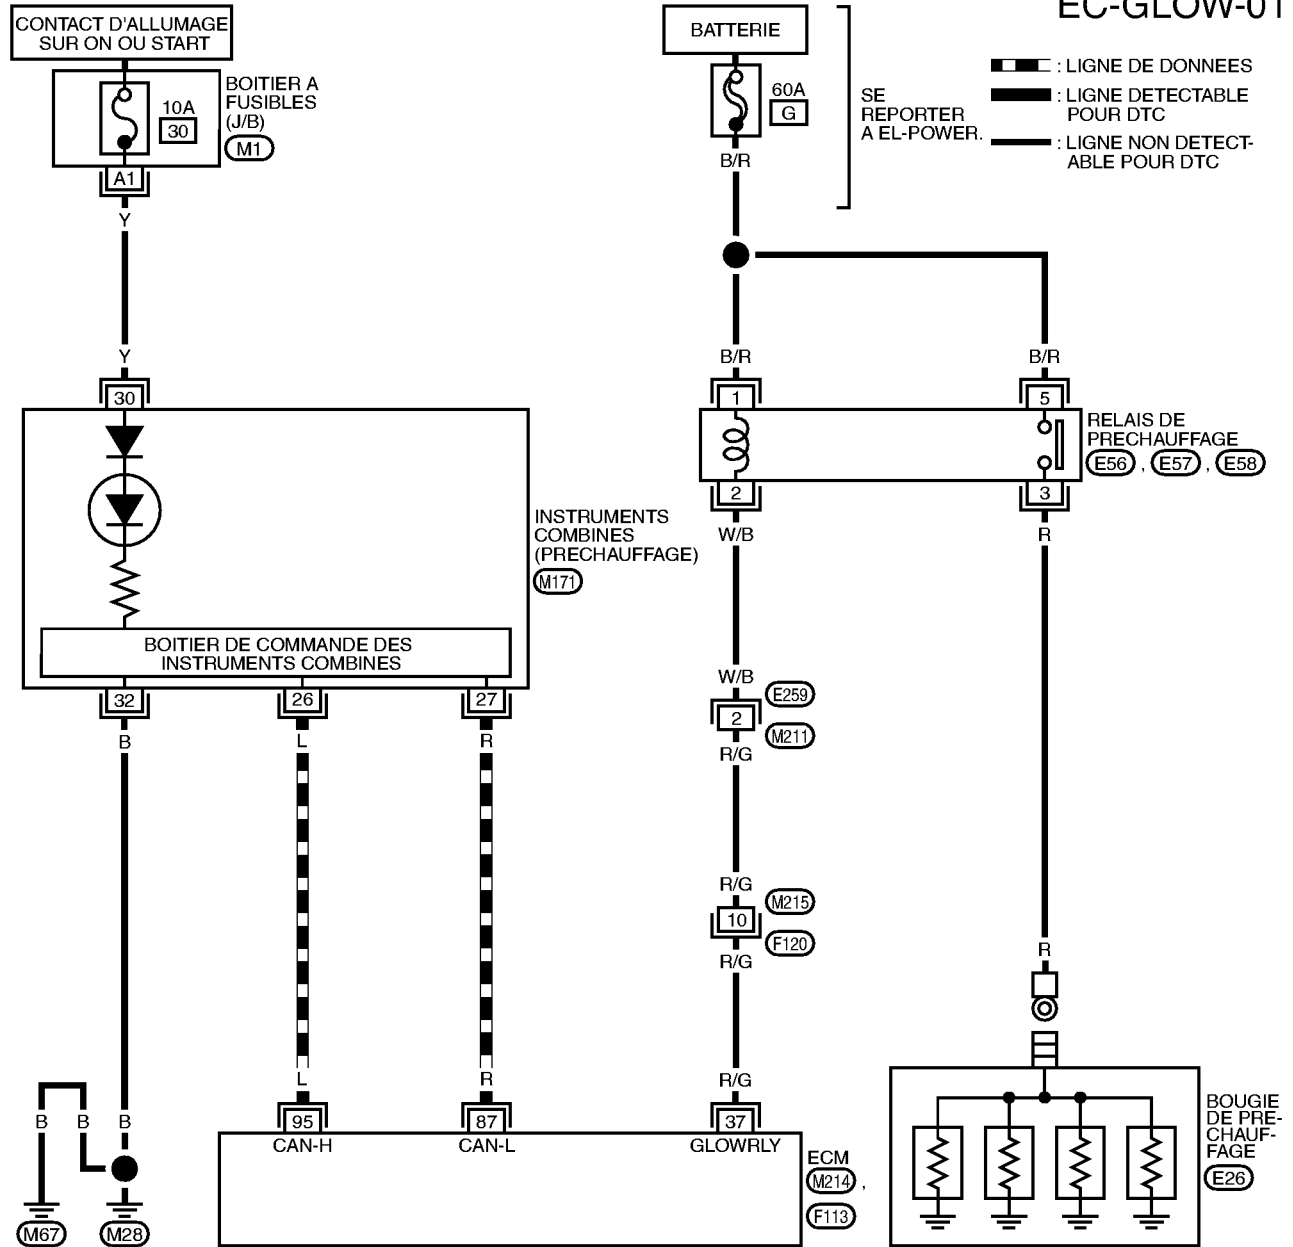 EC-GLOW-01
CONTACT D'ALLUMAGE
SUR ON OU START
BOITIER A
FUSIBLES
(J/B)
M1
10A
30
A1
Y
Y
30
BATTERIE
60A
G
B/R
SE
REPORTER
A EL-POWER.
: LIGNE DE DONNEES
: LIGNE DETECTABLE
POUR DTC
: LIGNE NON DETECT-
ABLE POUR DTC
B/R
B/R
1
5
RELAIS DE
PRECHAUFFAGE
E56 , E57 , E58
2
3
W/B
R
INSTRUMENTS
COMBINES
(PRECHAUFFAGE)
M171
BOITIER DE COMMANDE DES
INSTRUMENTS COMBINES
32
26
27
B
L
R
W/B
E259
2
M211
R/G
R/G
M215
10
F120
R/G
R
L
R
R/G
B
B
B
95
87
37
CAN-H
CAN-L
GLOWRLY
ECM
M214 ,
F113
M67
M28
BOUGIE
DE PRE-
CHAUF-
FAGE
E26